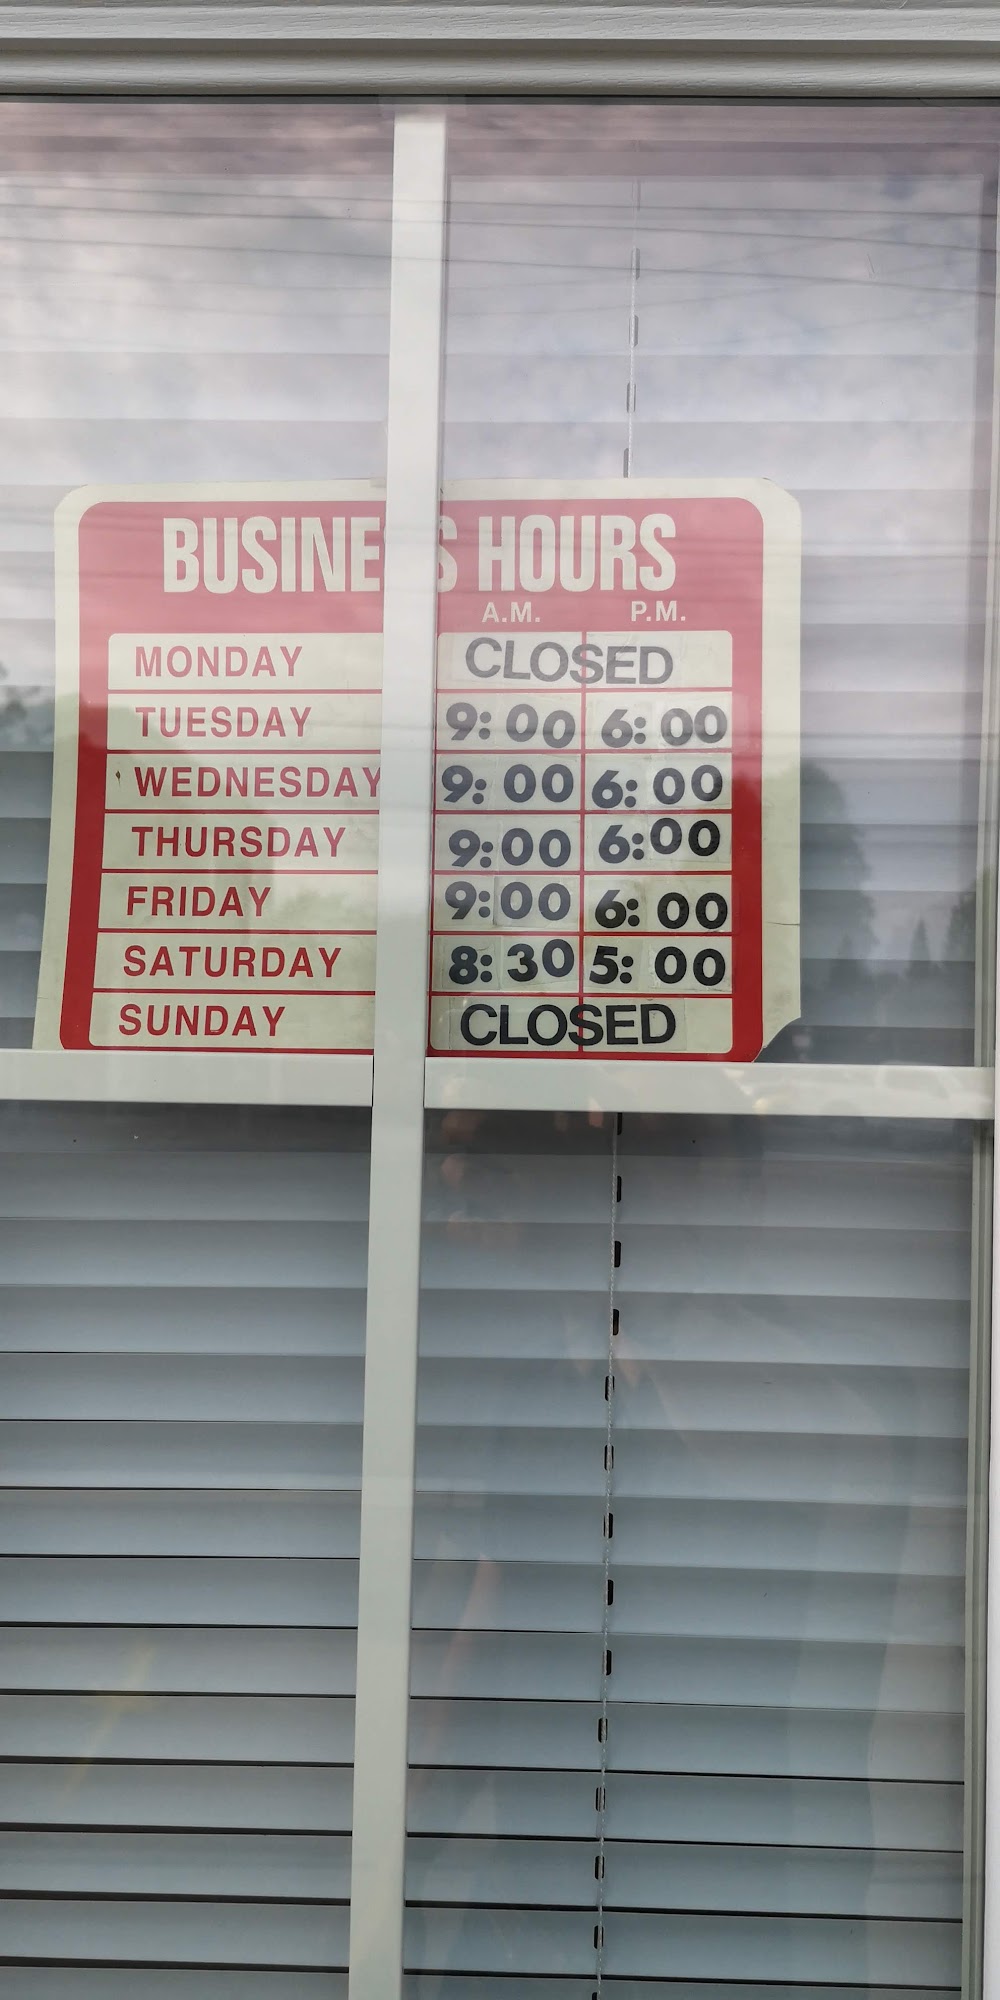 BUSINESS HOURS
A.M. P.M.
MONDAY CLOSED
TUESDAY 9:00 6:00
WEDNESDAY 9:00 6:00
THURSDAY 9:00 6:00
FRIDAY 9:00 6:00
SATURDAY 8:30 5:00
SUNDAY CLOSED